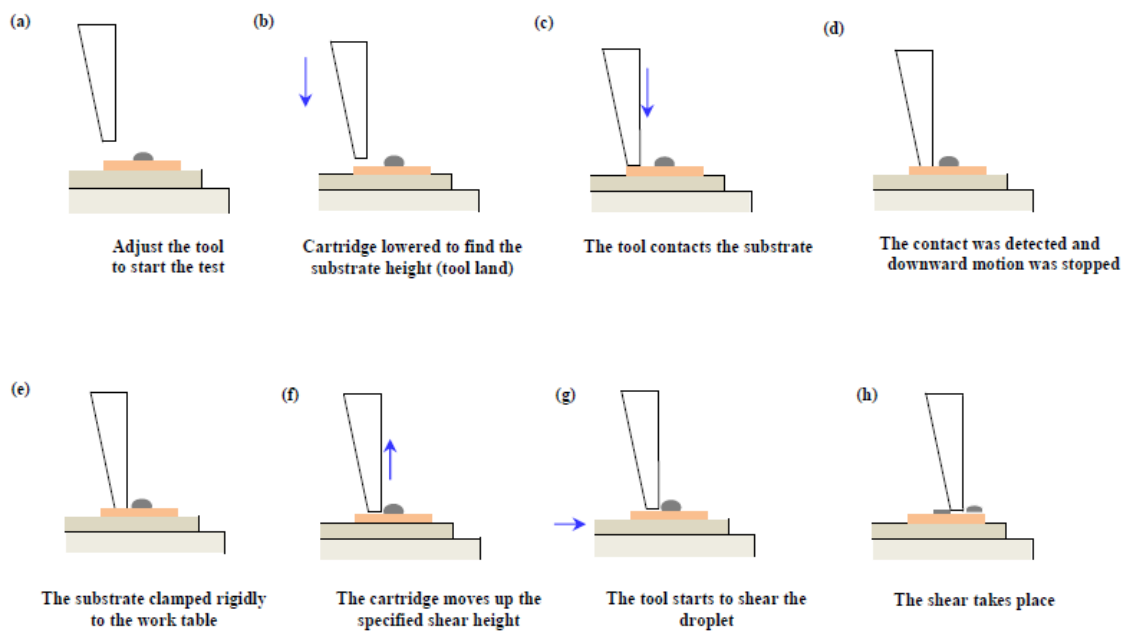 (a)
(b)
(c)
(d)
Adjust the tool
to start the test
Cartridge lowered to find the
substrate height (tool land)
The tool contacts the substrate
The contact was detected and
downward motion was stopped
(e)
(f)
(g)
(h)
The substrate clamped rigidly
to the work table
The cartridge moves up the
specified shear height
The tool starts to shear the
droplet
The shear takes place